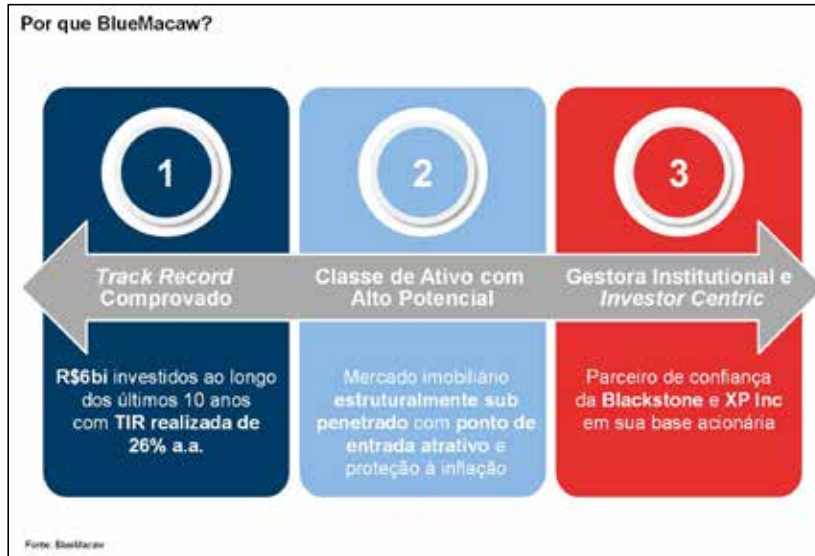 Por que BlueMacaw?
1
Track Record
Comprovado
R$6bi investidos ao longo
dos últimos 10 anos
com TIR realizada de
26% a.a.
2
Classe de Ativo com
Alto Potencial
Mercado imobiliário
estruturalmente sub
penetrado com ponto de
entrada atrativo e
proteção à inflação
3
Gestora Institutional e
Investor Centric
Parceiro de confiança
da Blackstone e XP Inc
em sua base acionária
Fonte: BlueMacaw